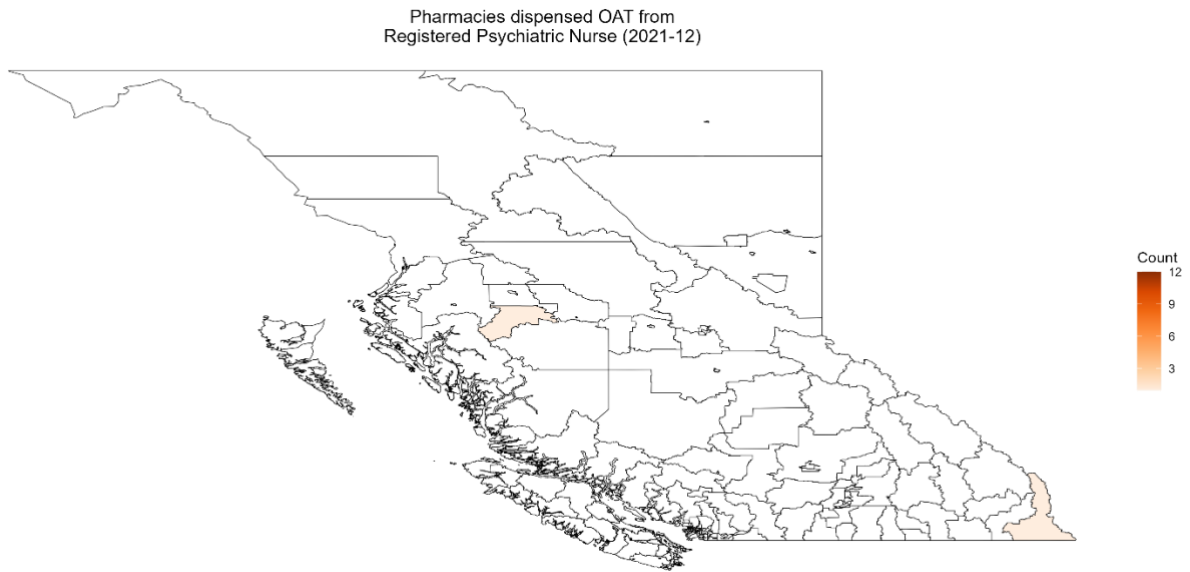 Pharmacies dispensed OAT from
Registered Psychiatric Nurse (2021-12)
Count
12
9
6
3